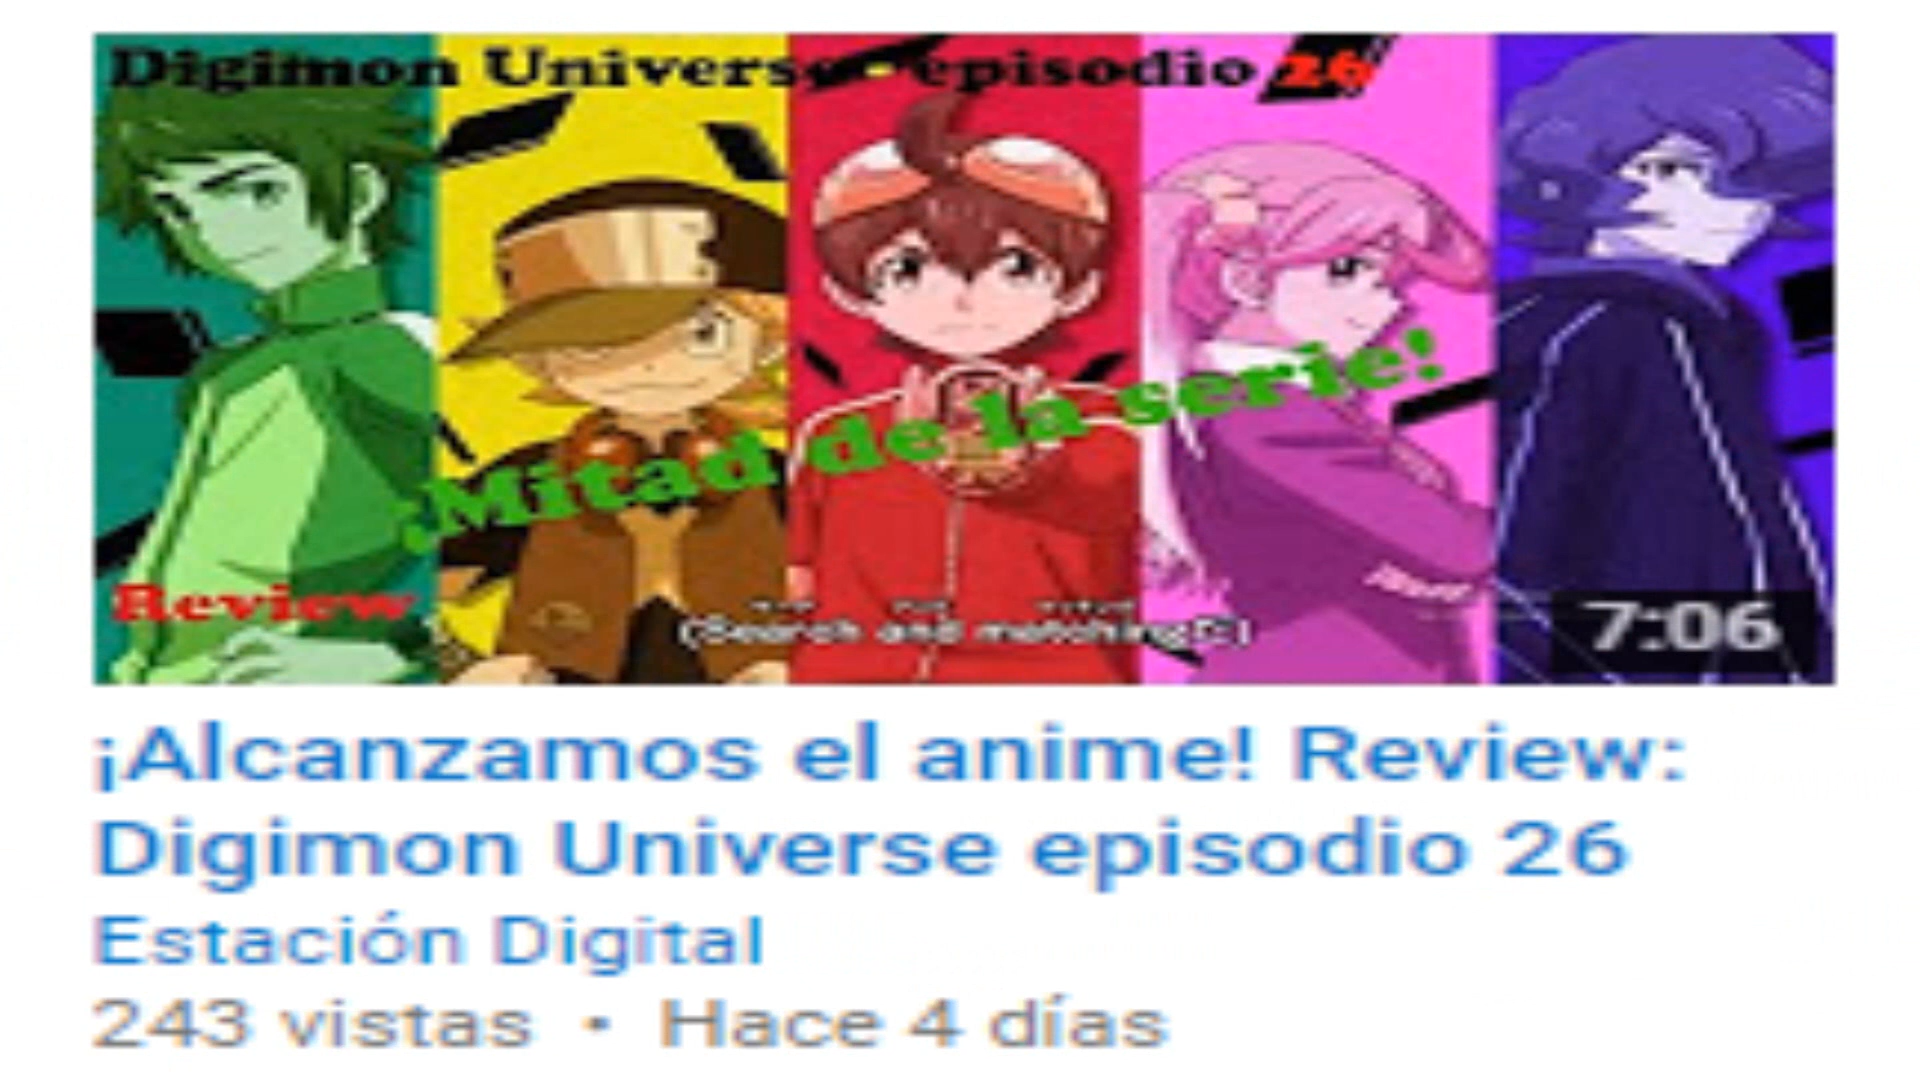 Digimon Universe episodio 26
¡Mitad de la serie!
Review
(Search and matching
7:06
¡Alcanzamos el anime! Review:
Digimon Universe episodio 26
Estación Digital
243 vistas • Hace 4 días